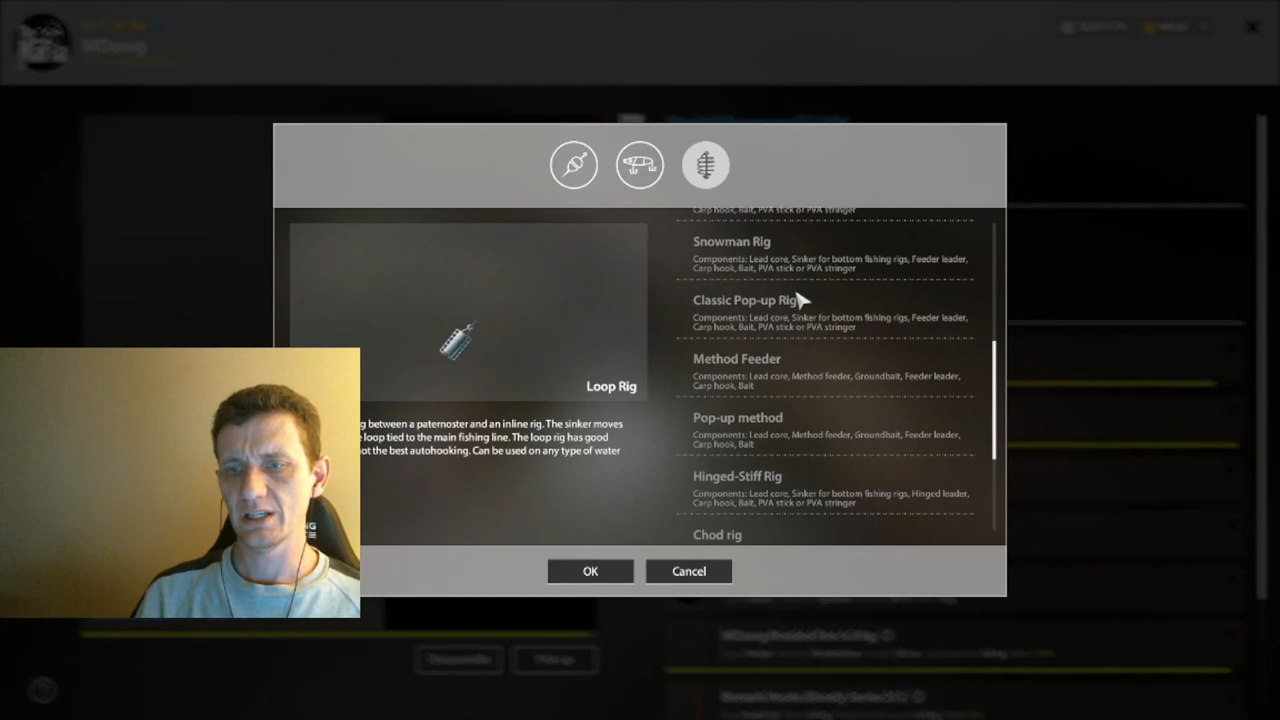 MDawg
Carp hook, Bait, PVA stick or PVA stringer
Snowman Rig
Components: Lead core, Sinker for bottom fishing rigs, Feeder leader,
Carp hook, Bait, PVA stick or PVA stringer
Classic Pop-up Rig
Components: Lead core, Sinker for bottom fishing rigs, Feeder leader,
Carp hook, Bait, PVA stick or PVA stringer
Method Feeder
Components: Lead core, Method feeder, Groundbait, Feeder leader,
Carp hook, Bait
Pop-up method
Components: Lead core, Method feeder, Groundbait, Feeder leader,
Carp hook, Bait
Hinged-Stiff Rig
Components: Lead core, Sinker for bottom fishing rigs, Hinged leader,
Carp hook, Bait, PVA stick or PVA stringer
Chod rig
Loop Rig
g between a paternoster and an inline rig. The sinker moves
loop tied to the main fishing line. The loop rig has good
ot the best autohooking. Can be used on any type of water
OK
Cancel
Disassemble
Pick up